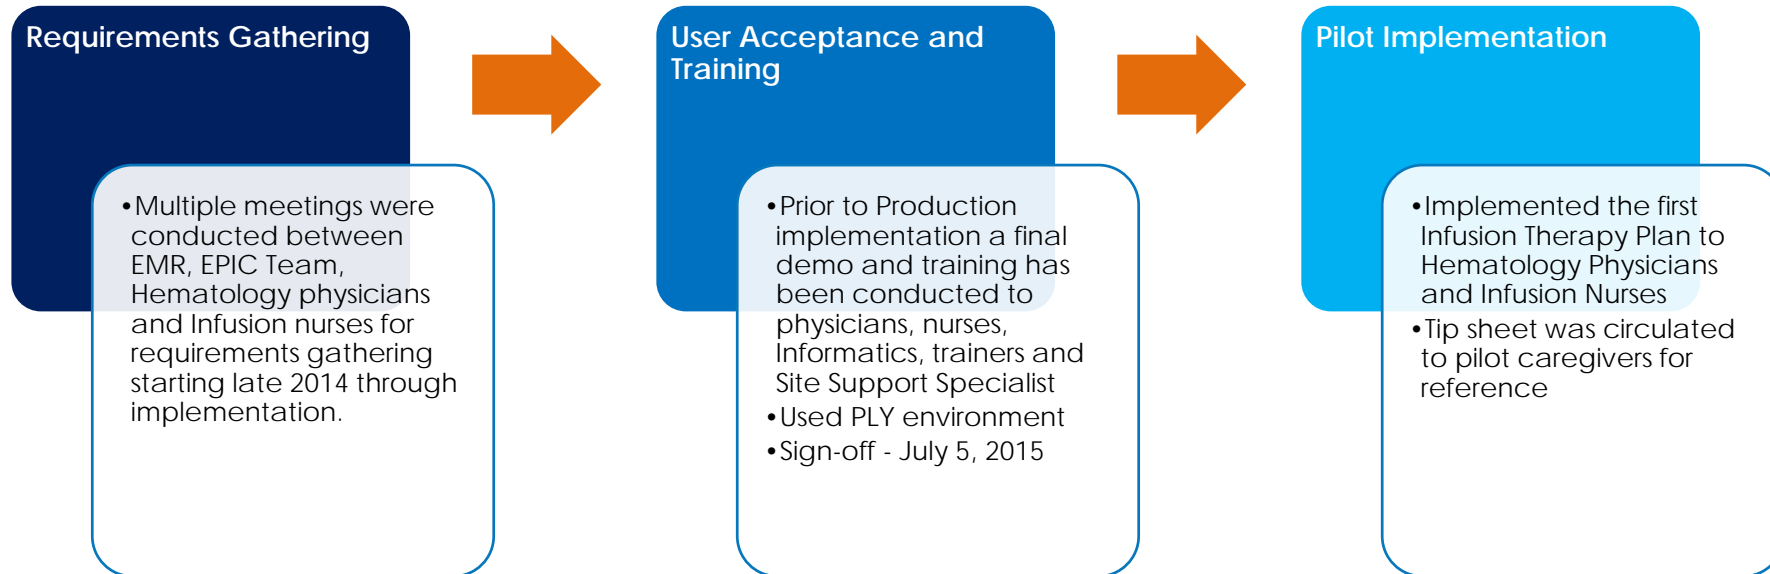 Requirements Gathering
•Multiple meetings were
conducted between
EMR, EPIC Team,
Hematology physicians
and Infusion nurses for
requirements gathering
starting late 2014 through
implementation.
User Acceptance and
Training
•Prior to Production
implementation a final
demo and training has
been conducted to
physicians, nurses,
Informatics, trainers and
Site Support Specialist
•Used PLY environment
•Sign-off - July 5, 2015
Pilot Implementation
•Implemented the first
Infusion Therapy Plan to
Hematology Physicians
and Infusion Nurses
•Tip sheet was circulated
to pilot caregivers for
reference